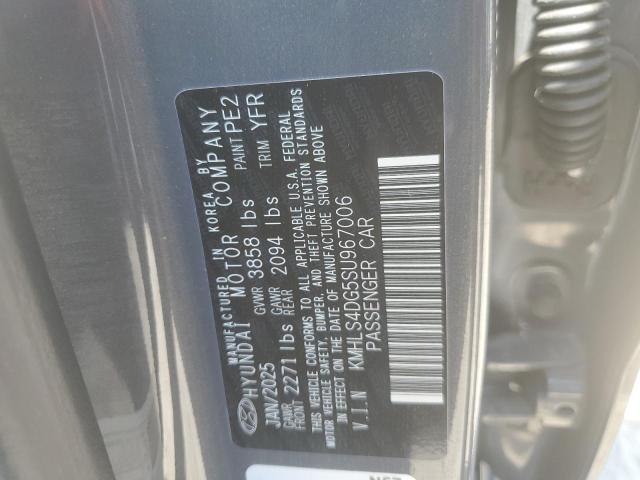 MANUFACTURED IN KOREA BY
HYUNDAI MOTOR COMPANY
JAN/2025 GVWR 3858 lbs PAINT PE2
GAWR FRONT 2271 lbs GAWR REAR 2094 lbs TRIM YFR
THIS VEHICLE CONFORMS TO ALL APPLICABLE U.S.A. FEDERAL
MOTOR VEHICLE SAFETY, BUMPER, AND THEFT PREVENTION STANDARDS
IN EFFECT ON THE DATE OF MANUFACTURE SHOWN ABOVE
V.I.N KMHLS4DG5SU967006
PASSENGER CAR